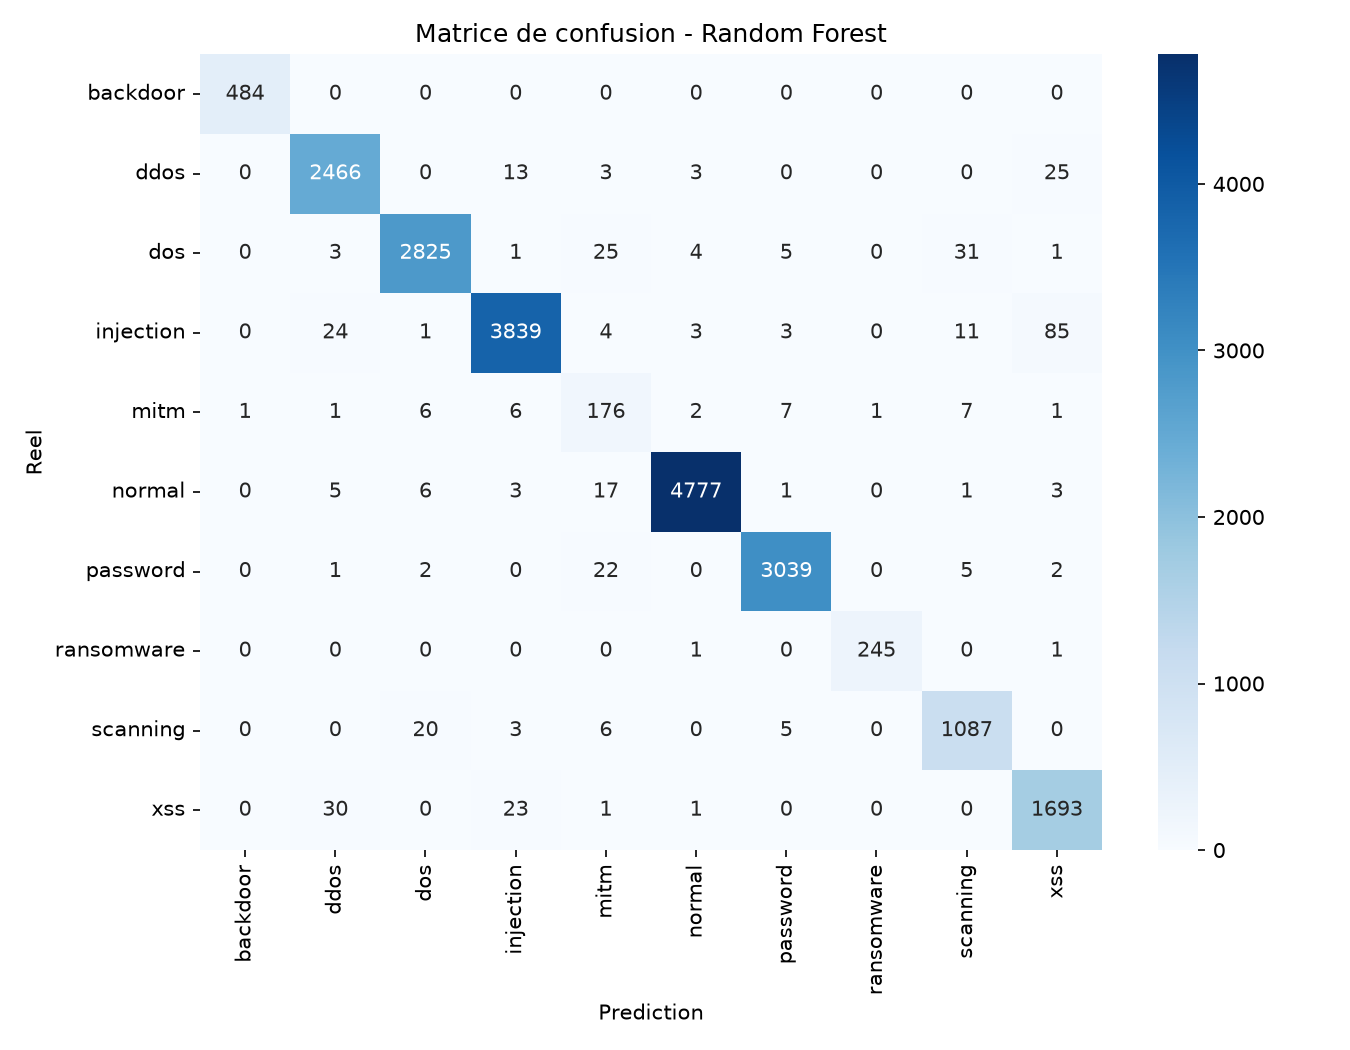 Matrice de confusion - Random Forest
backdoor 484 0 0 0 0 0 0 0 0 0
ddos 0 2466 0 13 3 3 0 0 0 25
dos 0 3 2825 1 25 4 5 0 31 1
injection 0 24 1 3839 4 3 3 0 11 85
mitm 1 1 6 6 176 2 7 1 7 1
normal 0 5 6 3 17 4777 1 0 1 3
password 0 1 2 0 22 0 3039 0 5 2
ransomware 0 0 0 0 0 1 0 245 0 1
scanning 0 0 20 3 6 0 5 0 1087 0
xss 0 30 0 23 1 1 0 0 0 1693
backdoor ddos dos injection mitm normal password ransomware scanning xss
Prediction
Reel
4000
3000
2000
1000
0